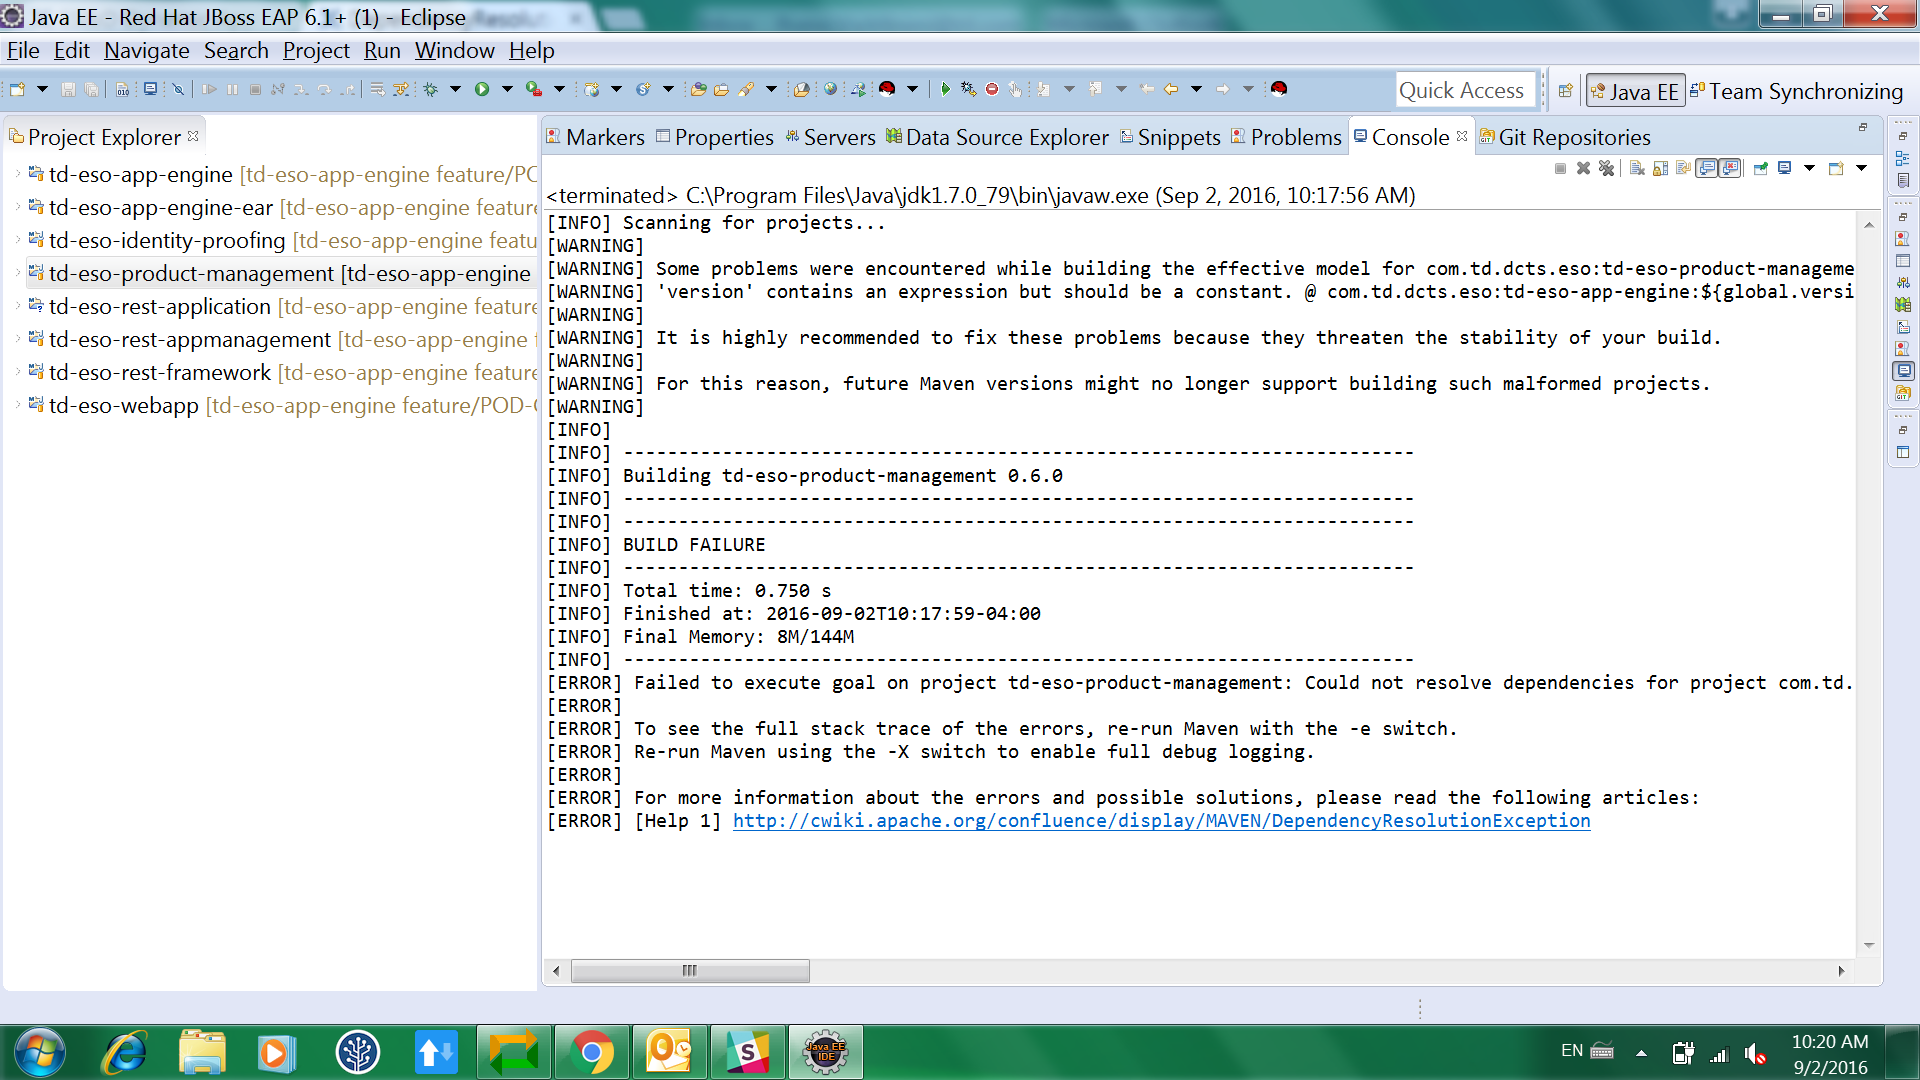 Java EE - Red Hat JBoss EAP 6.1+ (1) - Eclipse
File Edit Navigate Search Project Run Window Help
Quick Access
Java EE
Team Synchronizing
Project Explorer
td-eso-app-engine [td-eso-app-engine feature/PO
td-eso-app-engine-ear [td-eso-app-engine feature
td-eso-identity-proofing [td-eso-app-engine featu
td-eso-product-management [td-eso-app-engine
td-eso-rest-application [td-eso-app-engine feature
td-eso-rest-appmanagement [td-eso-app-engine f
td-eso-rest-framework [td-eso-app-engine feature
td-eso-webapp [td-eso-app-engine feature/POD-
Markers Properties Servers Data Source Explorer Snippets Problems Console Git Repositories
<terminated> C:\Program Files\Java\jdk1.7.0_79\bin\javaw.exe (Sep 2, 2016, 10:17:56 AM)
[INFO] Scanning for projects...
[WARNING]
[WARNING] Some problems were encountered while building the effective model for com.td.dcts.eso:td-eso-product-manageme
[WARNING] 'version' contains an expression but should be a constant. @ com.td.dcts.eso:td-eso-app-engine:${global.versi
[WARNING]
[WARNING] It is highly recommended to fix these problems because they threaten the stability of your build.
[WARNING]
[WARNING] For this reason, future Maven versions might no longer support building such malformed projects.
[WARNING]
[INFO]
[INFO] ------------------------------------------------------------------------
[INFO] Building td-eso-product-management 0.6.0
[INFO] ------------------------------------------------------------------------
[INFO] ------------------------------------------------------------------------
[INFO] BUILD FAILURE
[INFO] ------------------------------------------------------------------------
[INFO] Total time: 0.750 s
[INFO] Finished at: 2016-09-02T10:17:59-04:00
[INFO] Final Memory: 8M/144M
[INFO] ------------------------------------------------------------------------
[ERROR] Failed to execute goal on project td-eso-product-management: Could not resolve dependencies for project com.td.
[ERROR]
[ERROR] To see the full stack trace of the errors, re-run Maven with the -e switch.
[ERROR] Re-run Maven using the -X switch to enable full debug logging.
[ERROR]
[ERROR] For more information about the errors and possible solutions, please read the following articles:
[ERROR] [Help 1] http://cwiki.apache.org/confluence/display/MAVEN/DependencyResolutionException
Java EE
IDE
EN
10:20 AM
9/2/2016